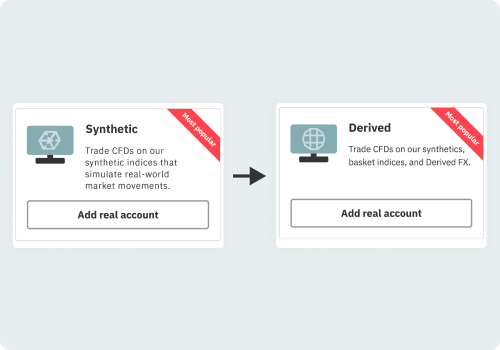 Most popular
Synthetic
Trade CFDs on our
synthetic indices that
simulate real-world
market movements.
Add real account
Most popular
Derived
Trade CFDs on our synthetics,
basket indices, and Derived FX.
Add real account